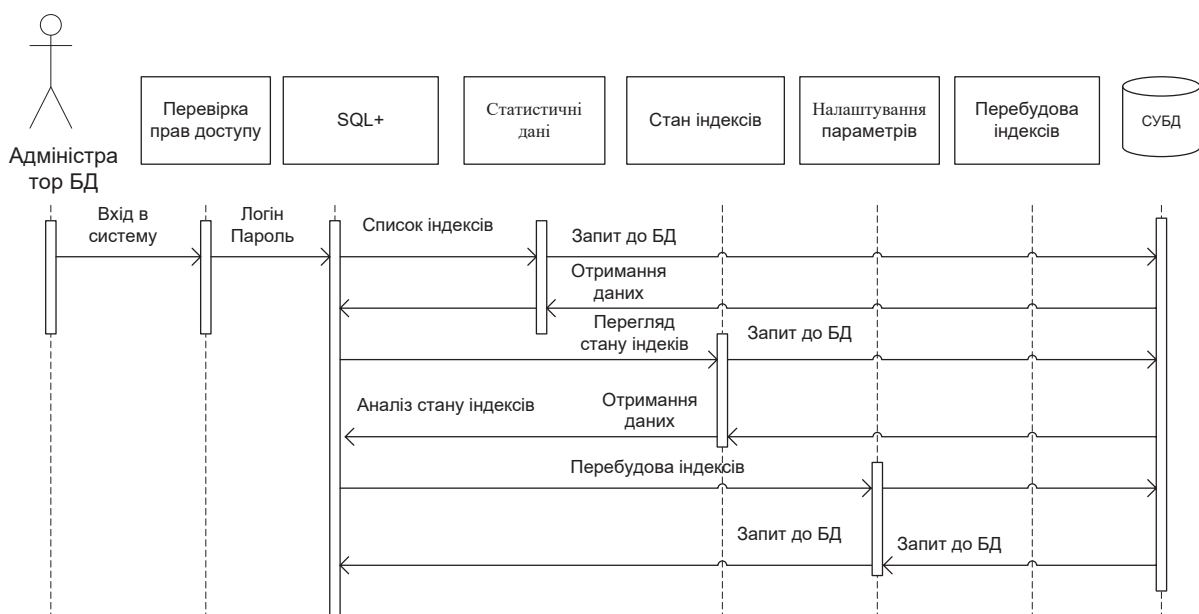 Адміністра
тор БД
Перевірка
прав доступу
SQL+
Статистичні
дані
Стан індексів
Налаштування
параметрів
Перебудова
індексів
СУБД
Вхід в
систему
Логін
Пароль
Список індексів
Запит до БД
Отримання
даних
Перегляд
стану індеків
Запит до БД
Аналіз стану індексів
Отримання
даних
Перебудова індексів
Запит до БД
Запит до БД